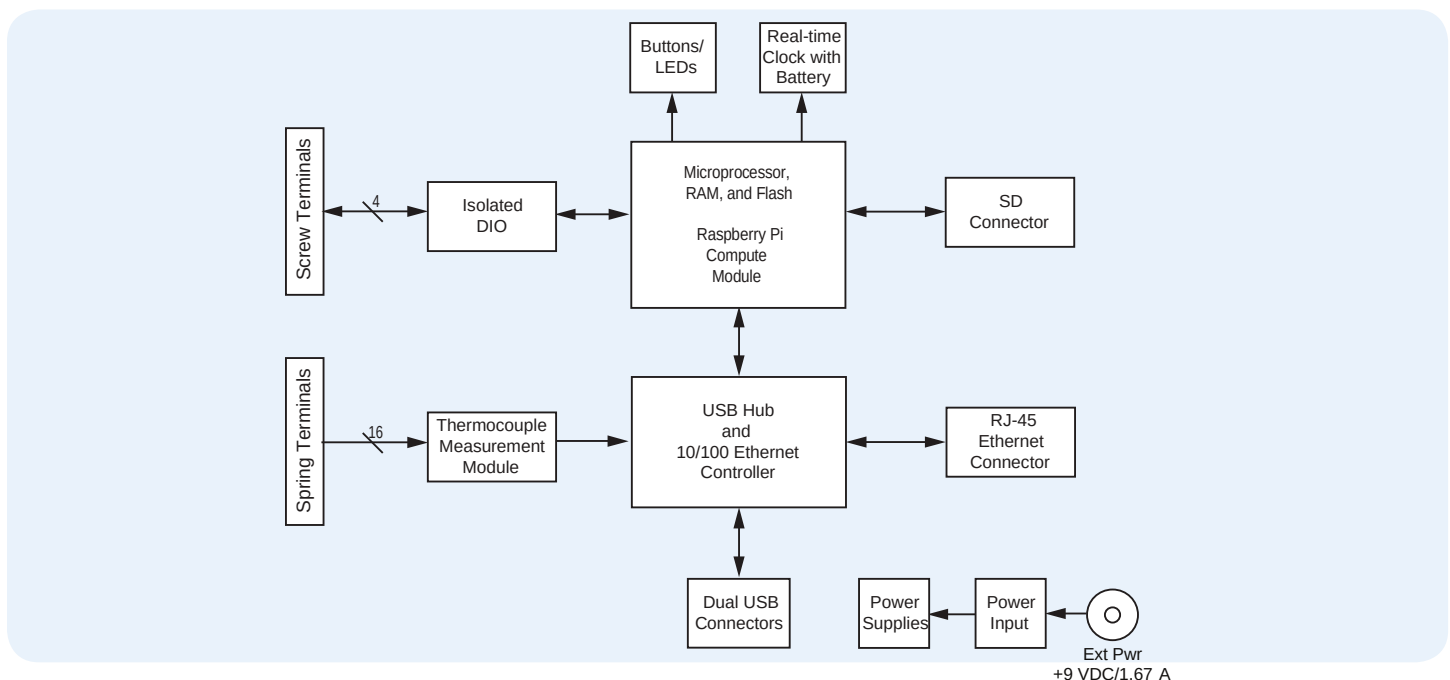 Buttons/
LEDs
Real-time
Clock with
Battery
Screw Terminals
4
Isolated
DIO
Microprocessor,
RAM, and Flash
Raspberry Pi
Compute
Module
SD
Connector
Spring Terminals
16
Thermocouple
Measurement
Module
USB Hub
and
10/100 Ethernet
Controller
RJ-45
Ethernet
Connector
Dual USB
Connectors
Power
Supplies
Power
Input
Ext Pwr
+9 VDC/1.67 A